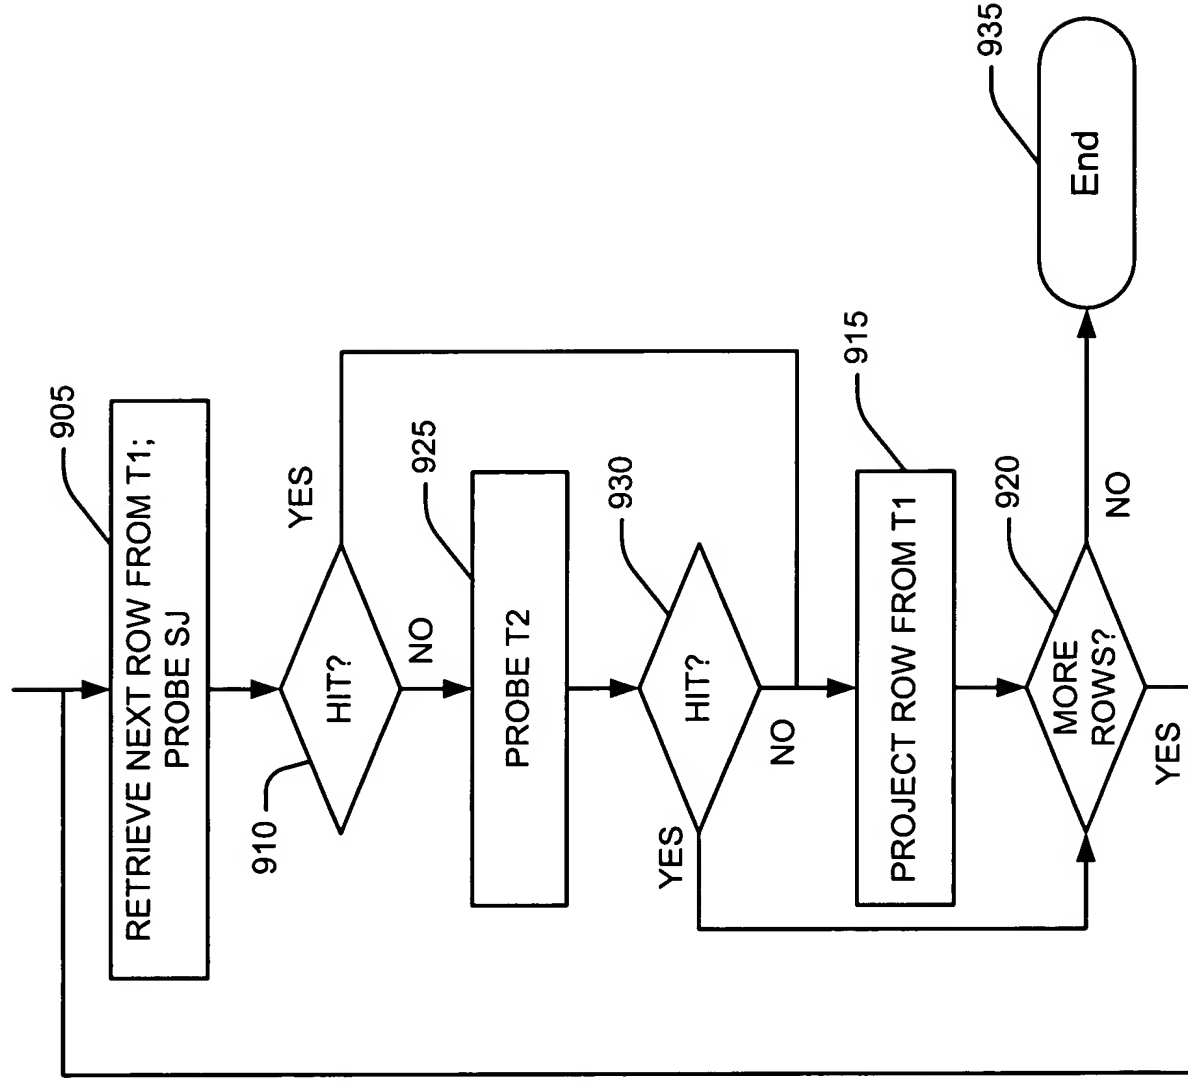 905
RETRIEVE NEXT ROW FROM T1;
PROBE SJ
910
HIT?
YES
NO
925
PROBE T2
930
HIT?
YES
NO
915
PROJECT ROW FROM T1
920
MORE
ROWS?
NO
YES
935
End